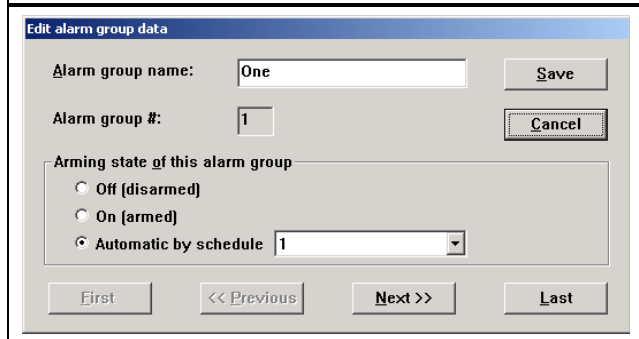 Edit alarm group data
Alarm group name: One Save
Alarm group #: 1 Cancel
Arming state of this alarm group
Off (disarmed)
On (armed)
Automatic by schedule 1
First << Previous Next >> Last